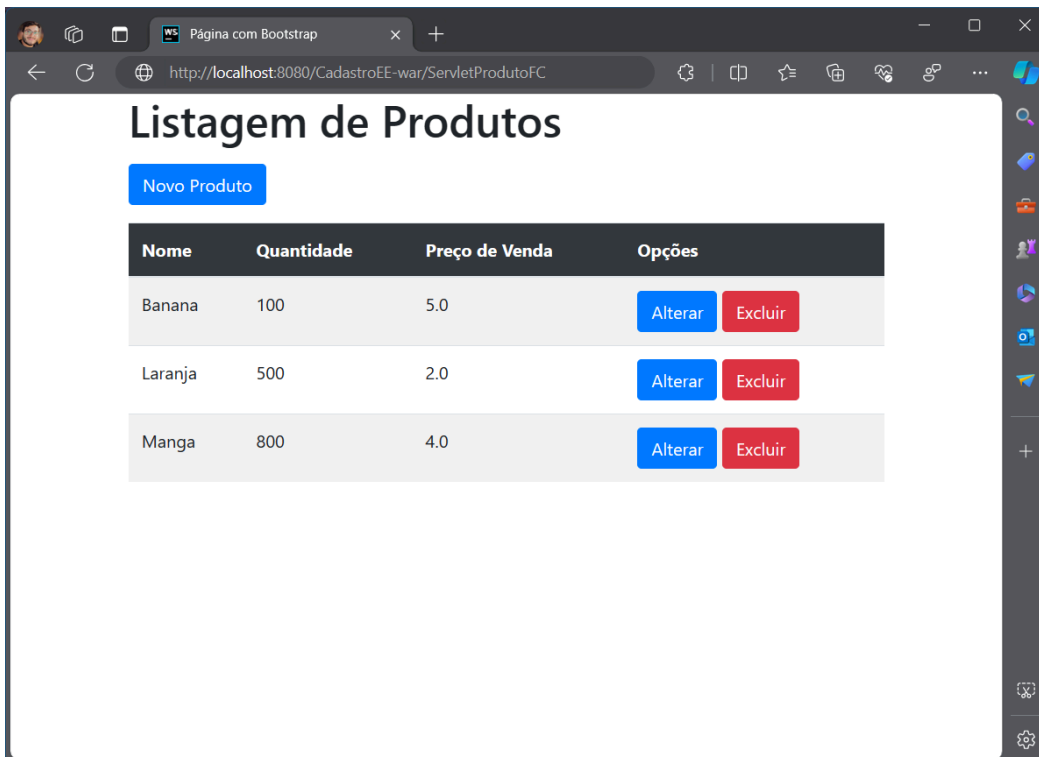 WS Página com Bootstrap
http://localhost:8080/CadastroEE-war/ServletProdutoFC
Listagem de Produtos
Novo Produto
Nome Quantidade Preço de Venda Opções
Banana 100 5.0 Alterar Excluir
Laranja 500 2.0 Alterar Excluir
Manga 800 4.0 Alterar Excluir